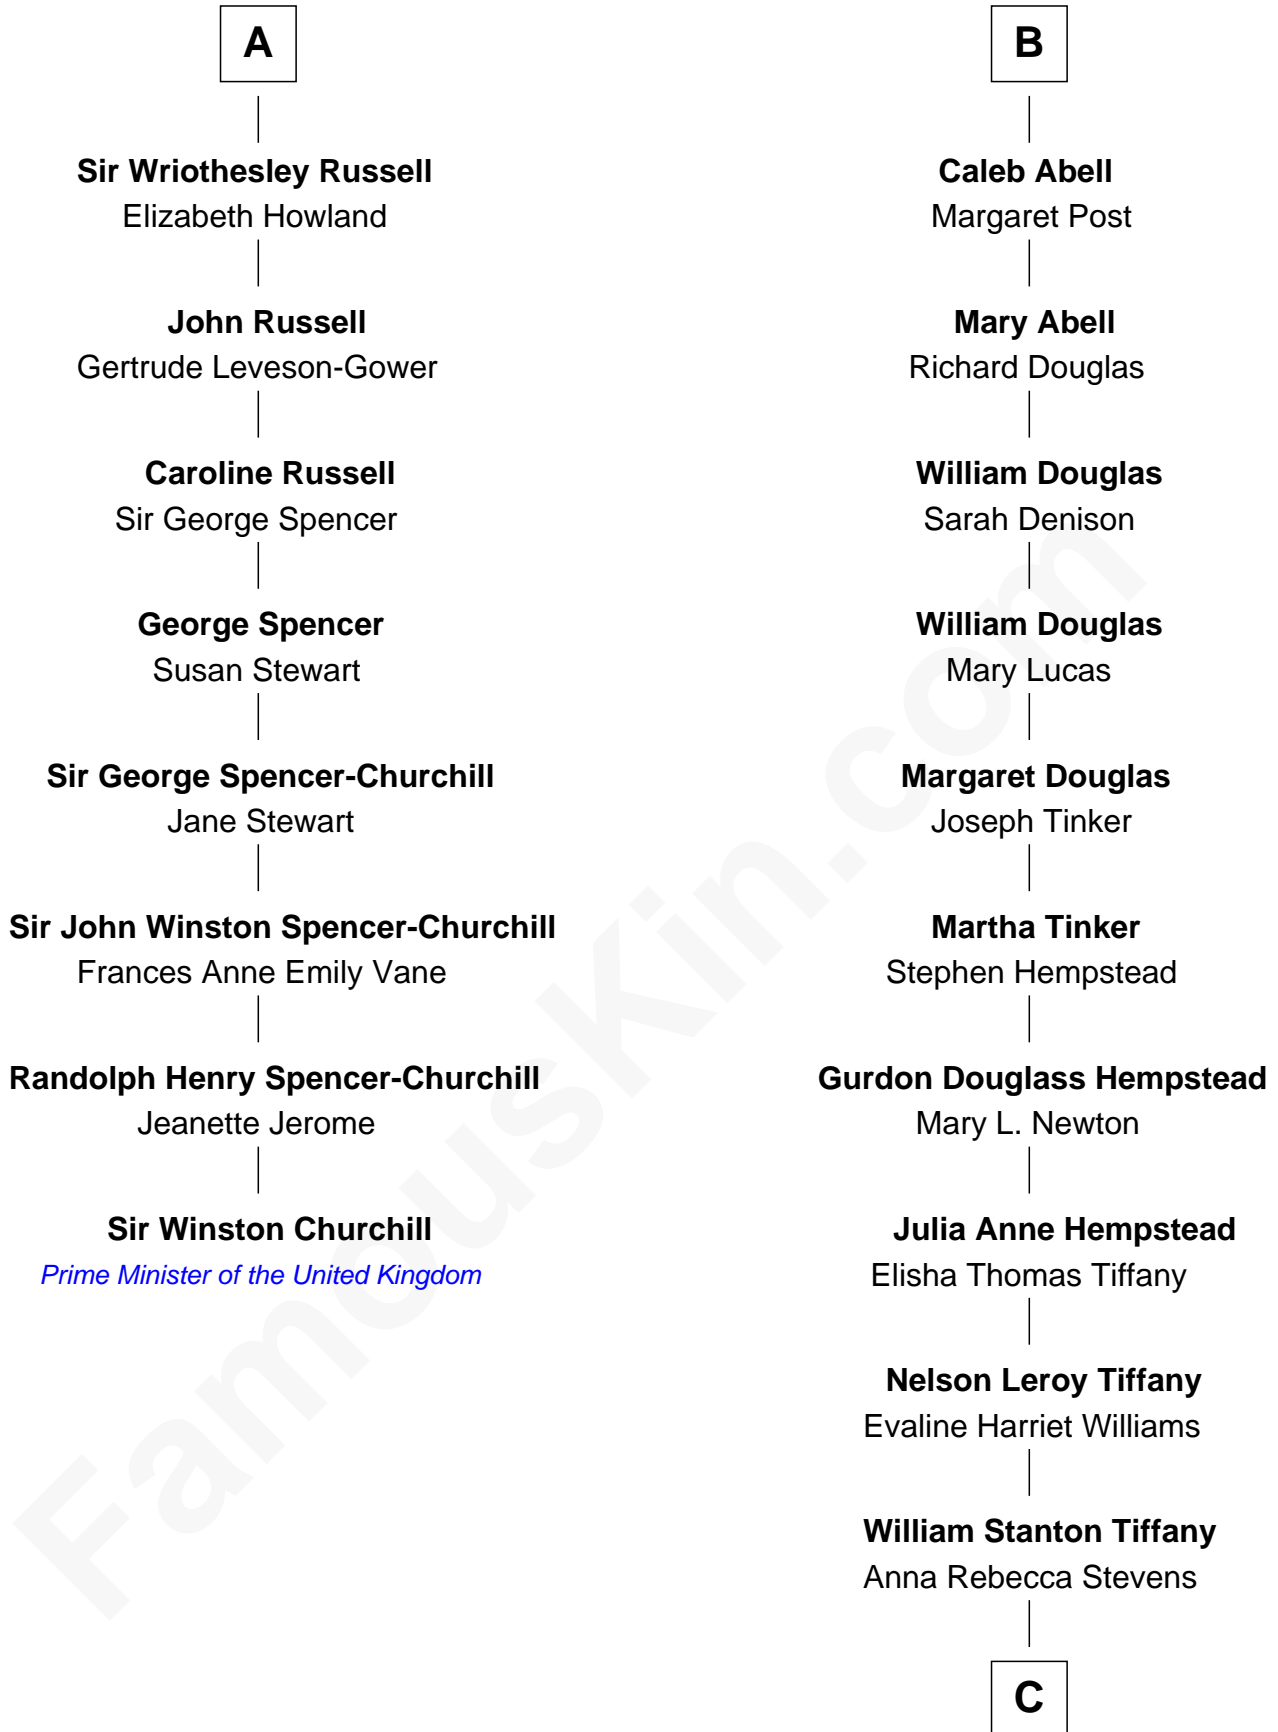 A
Sir Wriothesley Russell
Elizabeth Howland
John Russell
Gertrude Leveson-Gower
Caroline Russell
Sir George Spencer
George Spencer
Susan Stewart
Sir George Spencer-Churchill
Jane Stewart
Sir John Winston Spencer-Churchill
Frances Anne Emily Vane
Randolph Henry Spencer-Churchill
Jeanette Jerome
Sir Winston Churchill
Prime Minister of the United Kingdom
B
Caleb Abell
Margaret Post
Mary Abell
Richard Douglas
William Douglas
Sarah Denison
William Douglas
Mary Lucas
Margaret Douglas
Joseph Tinker
Martha Tinker
Stephen Hempstead
Gurdon Douglass Hempstead
Mary L. Newton
Julia Anne Hempstead
Elisha Thomas Tiffany
Nelson Leroy Tiffany
Evaline Harriet Williams
William Stanton Tiffany
Anna Rebecca Stevens
C
FamousKin.com